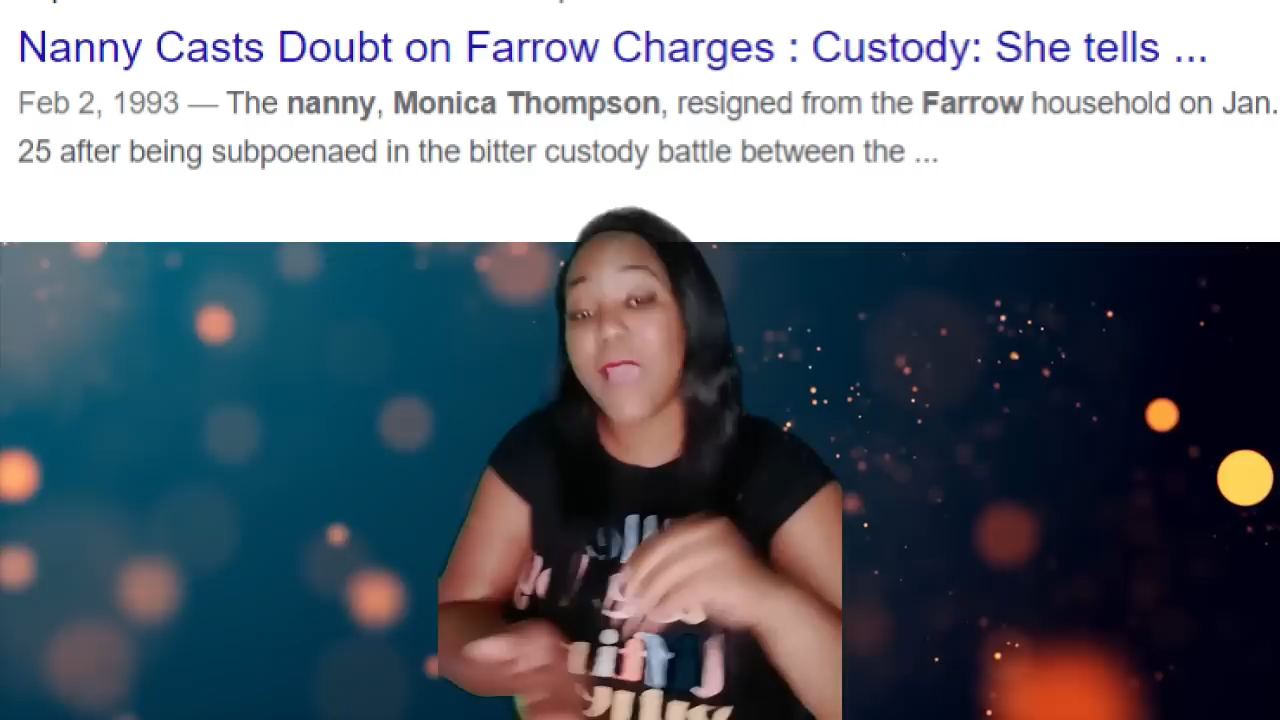 Nanny Casts Doubt on Farrow Charges : Custody: She tells ...
Feb 2, 1993 — The nanny, Monica Thompson, resigned from the Farrow household on Jan.
25 after being subpoenaed in the bitter custody battle between the ...